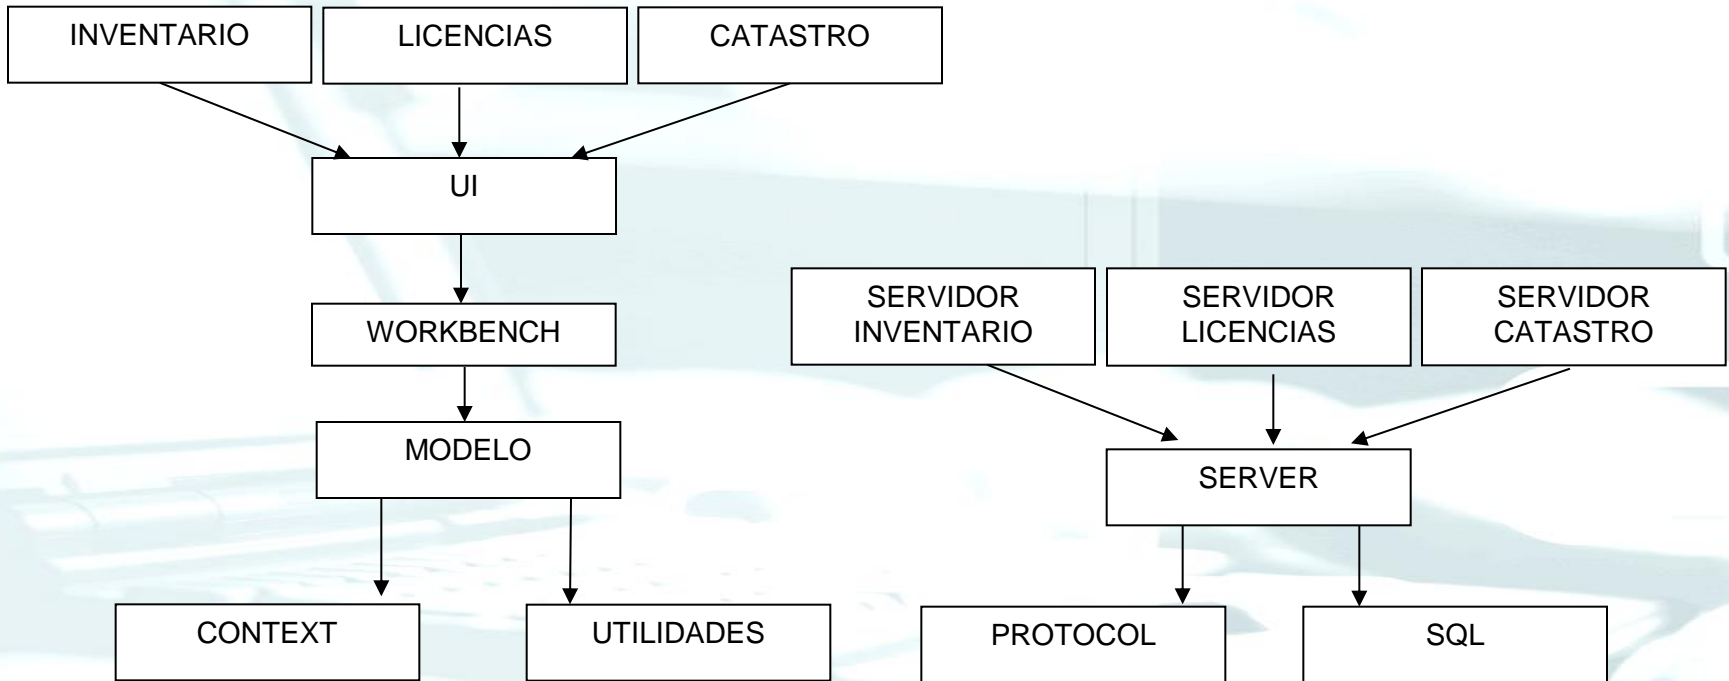 INVENTARIO
LICENCIAS
CATASTRO
UI
WORKBENCH
MODELO
CONTEXT
UTILIDADES
SERVIDOR
INVENTARIO
SERVIDOR
LICENCIAS
SERVIDOR
CATASTRO
SERVER
PROTOCOL
SQL